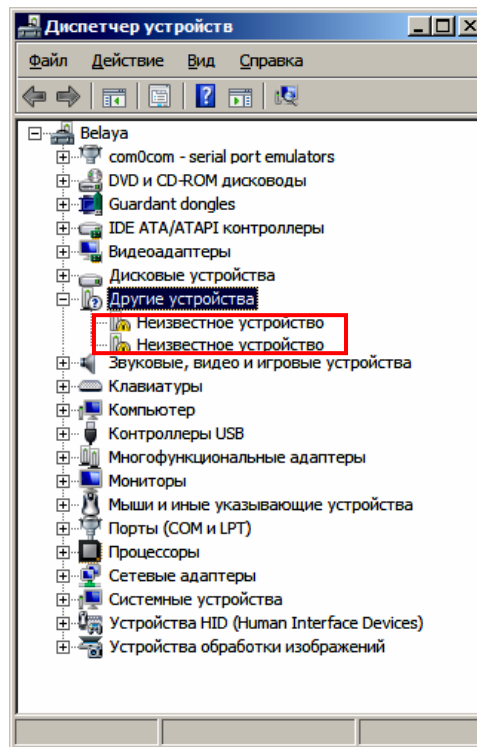 Диспетчер устройств
Файл Действие Вид Справка
Belaya
com0com - serial port emulators
DVD и CD-ROM дисководы
Guardant dongles
IDE ATA/ATAPI контроллеры
Видеоадаптеры
Дисковые устройства
Другие устройства
Неизвестное устройство
Неизвестное устройство
Звуковые, видео и игровые устройства
Клавиатуры
Компьютер
Контроллеры USB
Многофункциональные адаптеры
Мониторы
Мыши и иные указывающие устройства
Порты (COM и LPT)
Процессоры
Сетевые адаптеры
Системные устройства
Устройства HID (Human Interface Devices)
Устройства обработки изображений